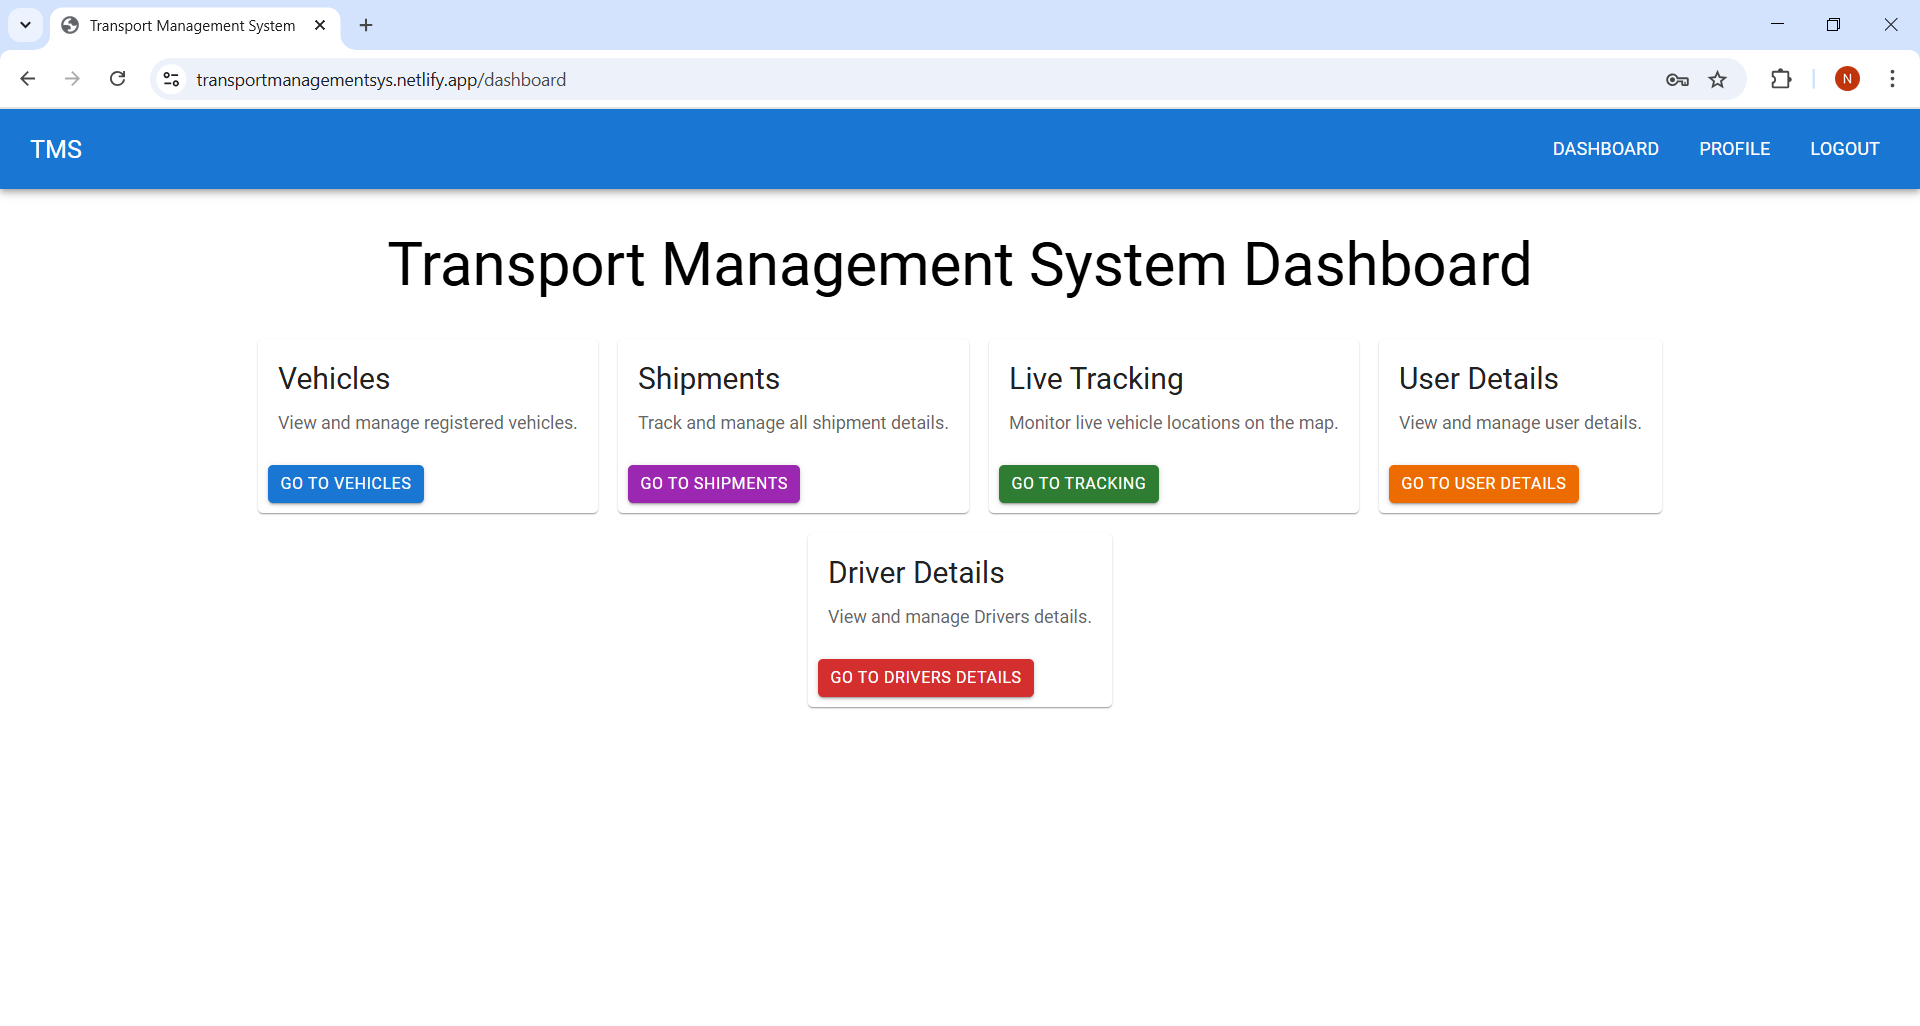 Transport Management System
transportmanagementsys.netlify.app/dashboard
N
TMS
DASHBOARD PROFILE LOGOUT
Transport Management System Dashboard
Vehicles
View and manage registered vehicles.
GO TO VEHICLES
Shipments
Track and manage all shipment details.
GO TO SHIPMENTS
Live Tracking
Monitor live vehicle locations on the map.
GO TO TRACKING
User Details
View and manage user details.
GO TO USER DETAILS
Driver Details
View and manage Drivers details.
GO TO DRIVERS DETAILS